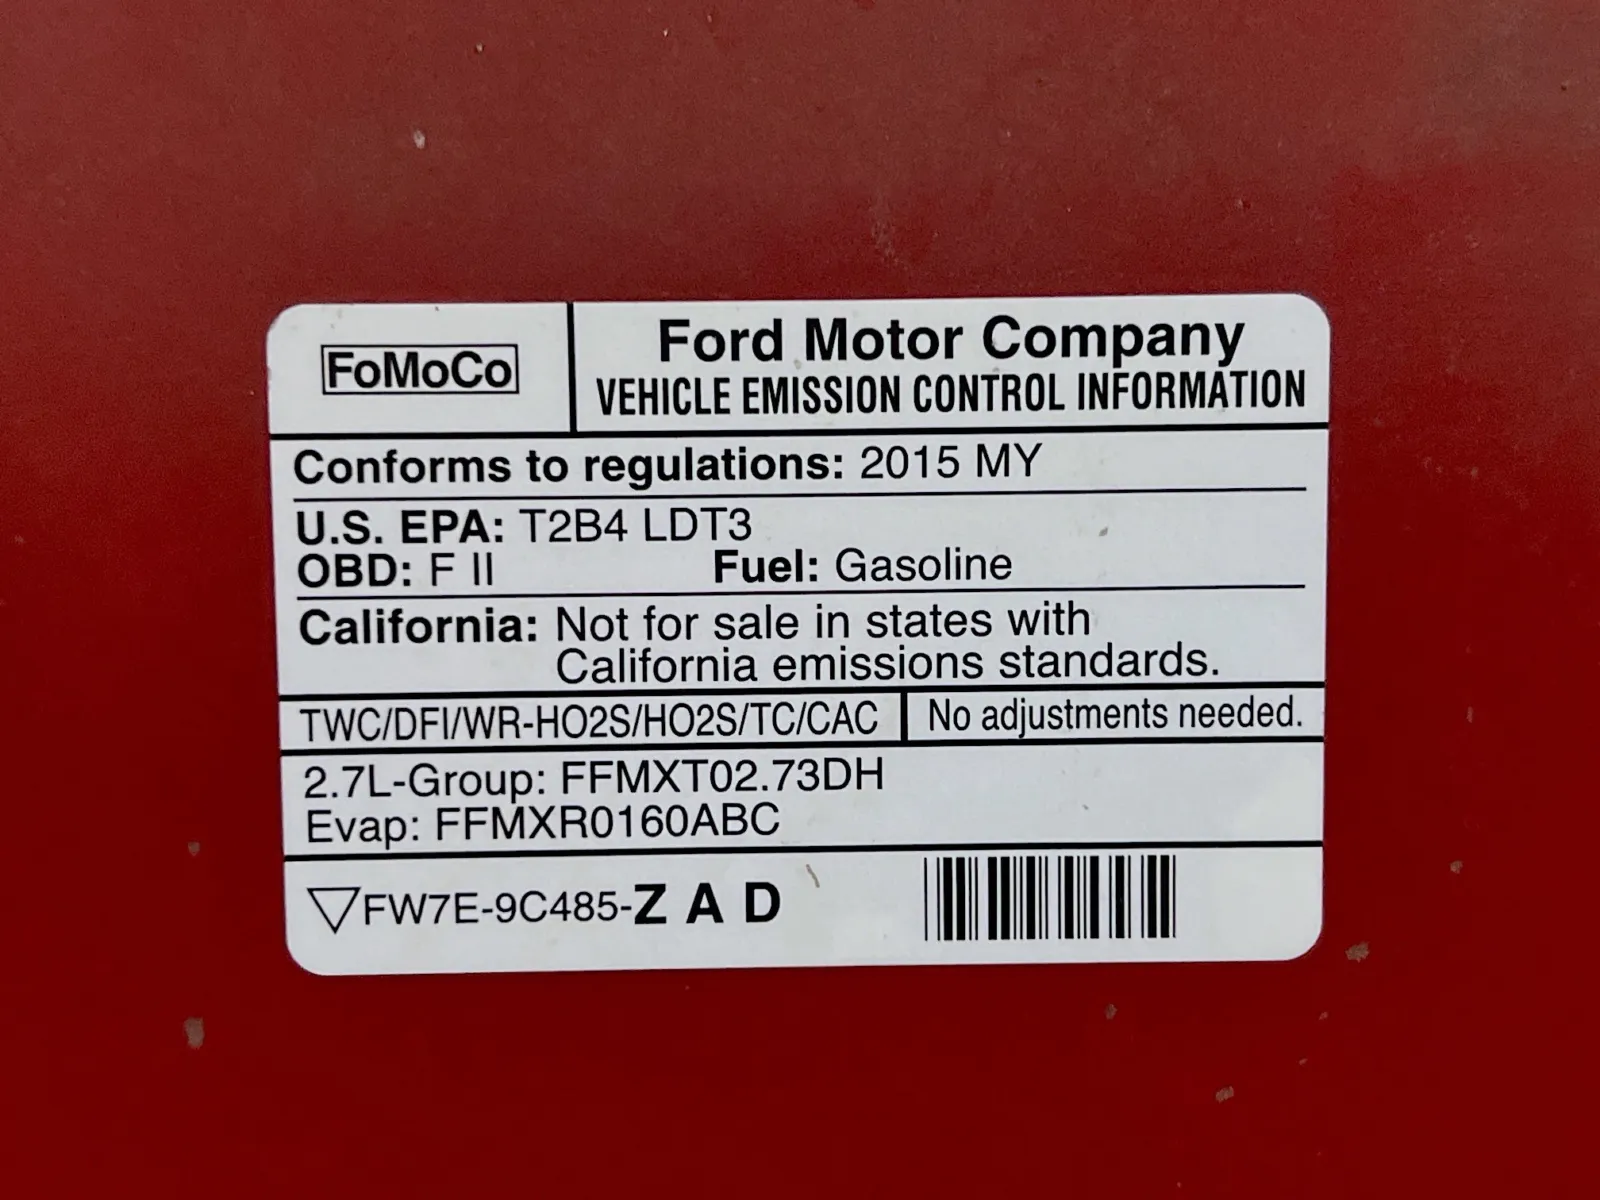 FoMoCo
Ford Motor Company
VEHICLE EMISSION CONTROL INFORMATION
Conforms to regulations: 2015 MY
U.S. EPA: T2B4 LDT3
OBD: F II Fuel: Gasoline
California: Not for sale in states with
California emissions standards.
TWC/DFI/WR-HO2S/HO2S/TC/CAC No adjustments needed.
2.7L-Group: FFMXT02.73DH
Evap: FFMXR0160ABC
▽FW7E-9C485-Z A D